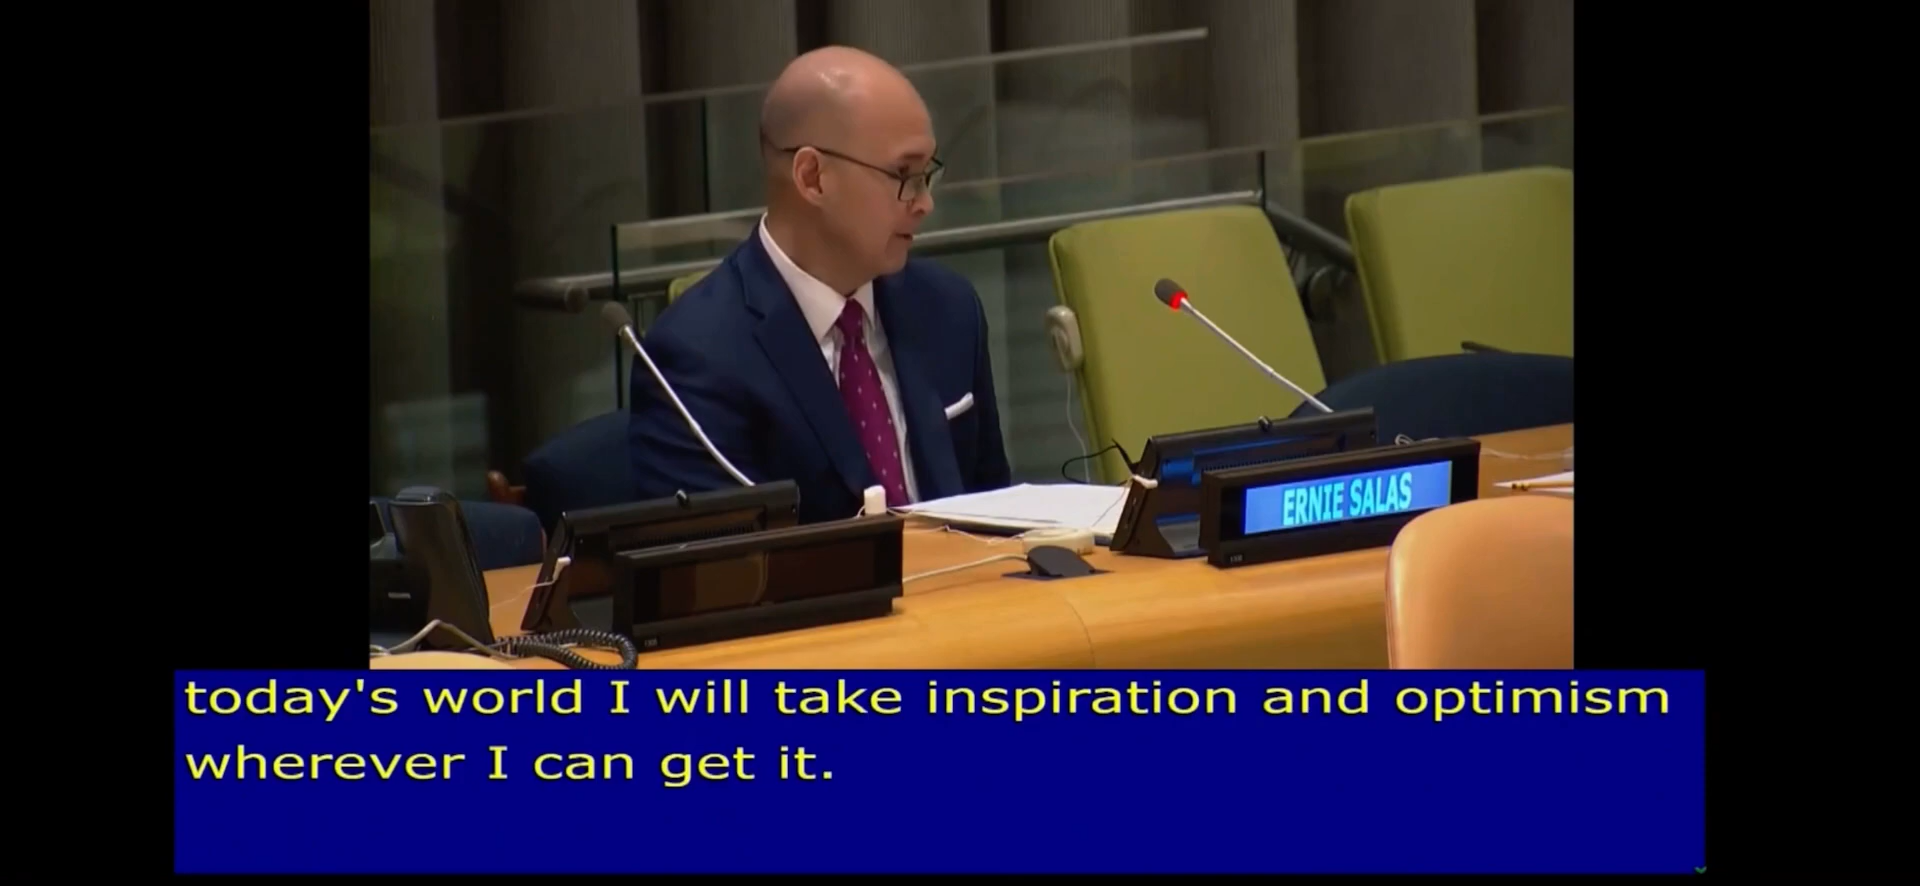 ERNIE SALAS
today's world I will take inspiration and optimism
wherever I can get it.